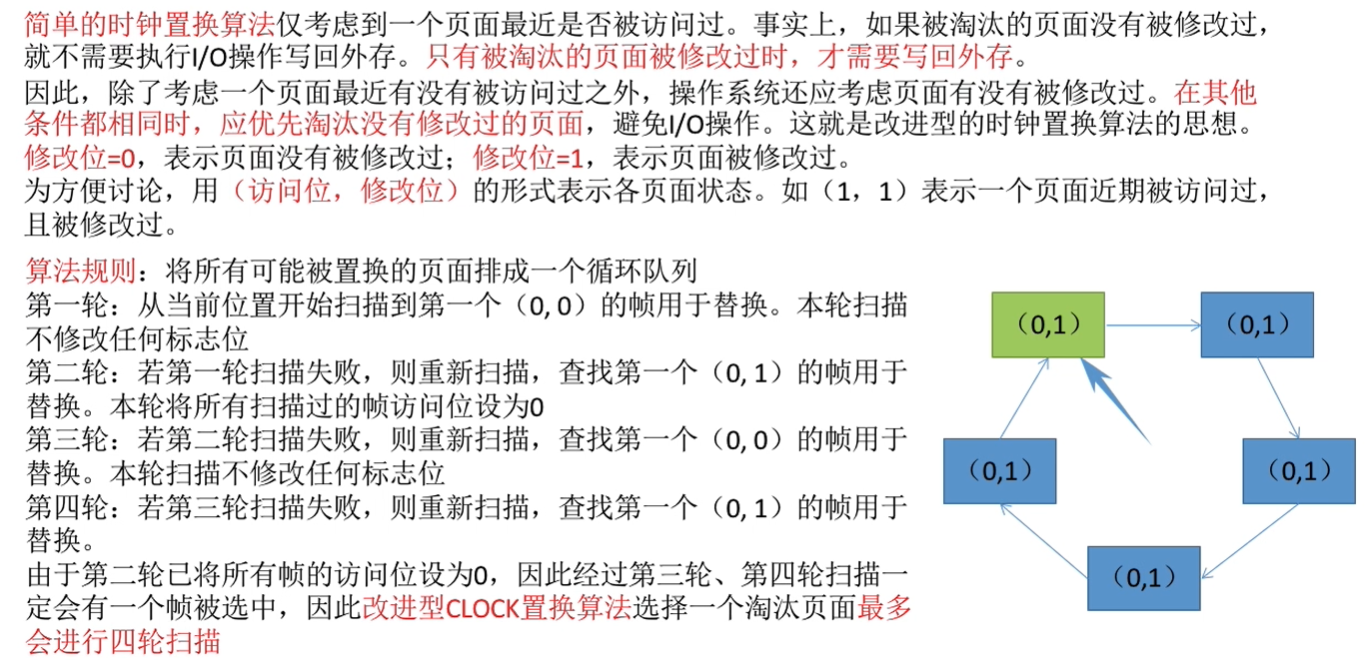 简单的时钟置换算法仅考虑到一个页面最近是否被访问过。事实上，如果被淘汰的页面没有被修改过，
就不需要执行I/O操作写回外存。只有被淘汰的页面被修改过时，才需要写回外存。
因此，除了考虑一个页面最近有没有被访问过之外，操作系统还应考虑页面有没有被修改过。在其他
条件都相同时，应优先淘汰没有修改过的页面，避免I/O操作。这就是改进型的时钟置换算法的思想。
修改位=0，表示页面没有被修改过；修改位=1，表示页面被修改过。
为方便讨论，用（访问位，修改位）的形式表示各页面状态。如（1，1）表示一个页面近期被访问过，
且被修改过。
算法规则：将所有可能被置换的页面排成一个循环队列
第一轮：从当前位置开始扫描到第一个（0, 0）的帧用于替换。本轮扫描
不修改任何标志位
第二轮：若第一轮扫描失败，则重新扫描，查找第一个（0, 1）的帧用于
替换。本轮将所有扫描过的帧访问位设为0
第三轮：若第二轮扫描失败，则重新扫描，查找第一个（0, 0）的帧用于
替换。本轮扫描不修改任何标志位
第四轮：若第三轮扫描失败，则重新扫描，查找第一个（0, 1）的帧用于
替换。
由于第二轮已将所有帧的访问位设为0，因此经过第三轮、第四轮扫描一
定会有一个帧被选中，因此改进型CLOCK置换算法选择一个淘汰页面最多
会进行四轮扫描
（0,1）
（0,1）
（0,1）
（0,1）
（0,1）